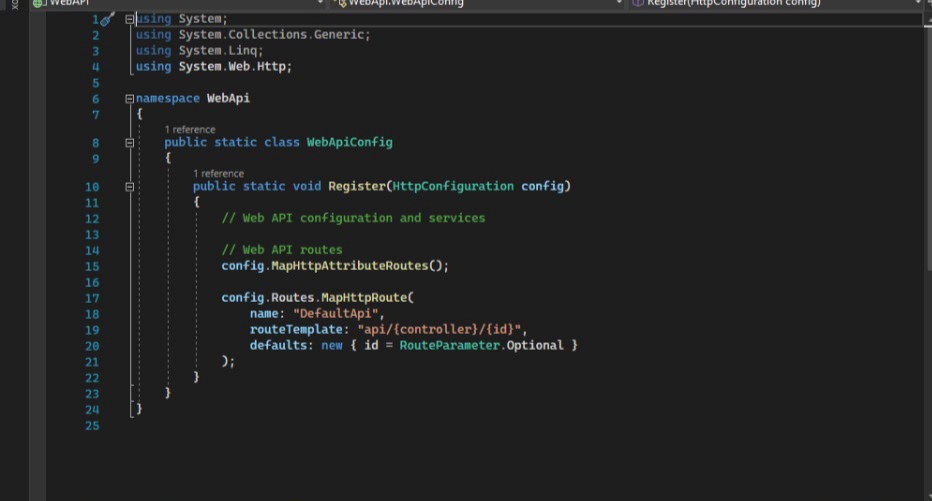 WebAPI WebApi.WebApiConfig Register(HttpConfiguration config)
1 using System;
2 using System.Collections.Generic;
3 using System.Linq;
4 using System.Web.Http;
5
6 namespace WebApi
7 {
1 reference
8 public static class WebApiConfig
9 {
1 reference
10 public static void Register(HttpConfiguration config)
11 {
12 // Web API configuration and services
13
14 // Web API routes
15 config.MapHttpAttributeRoutes();
16
17 config.Routes.MapHttpRoute(
18 name: "DefaultApi",
19 routeTemplate: "api/{controller}/{id}",
20 defaults: new { id = RouteParameter.Optional }
21 );
22 }
23 }
24 }
25